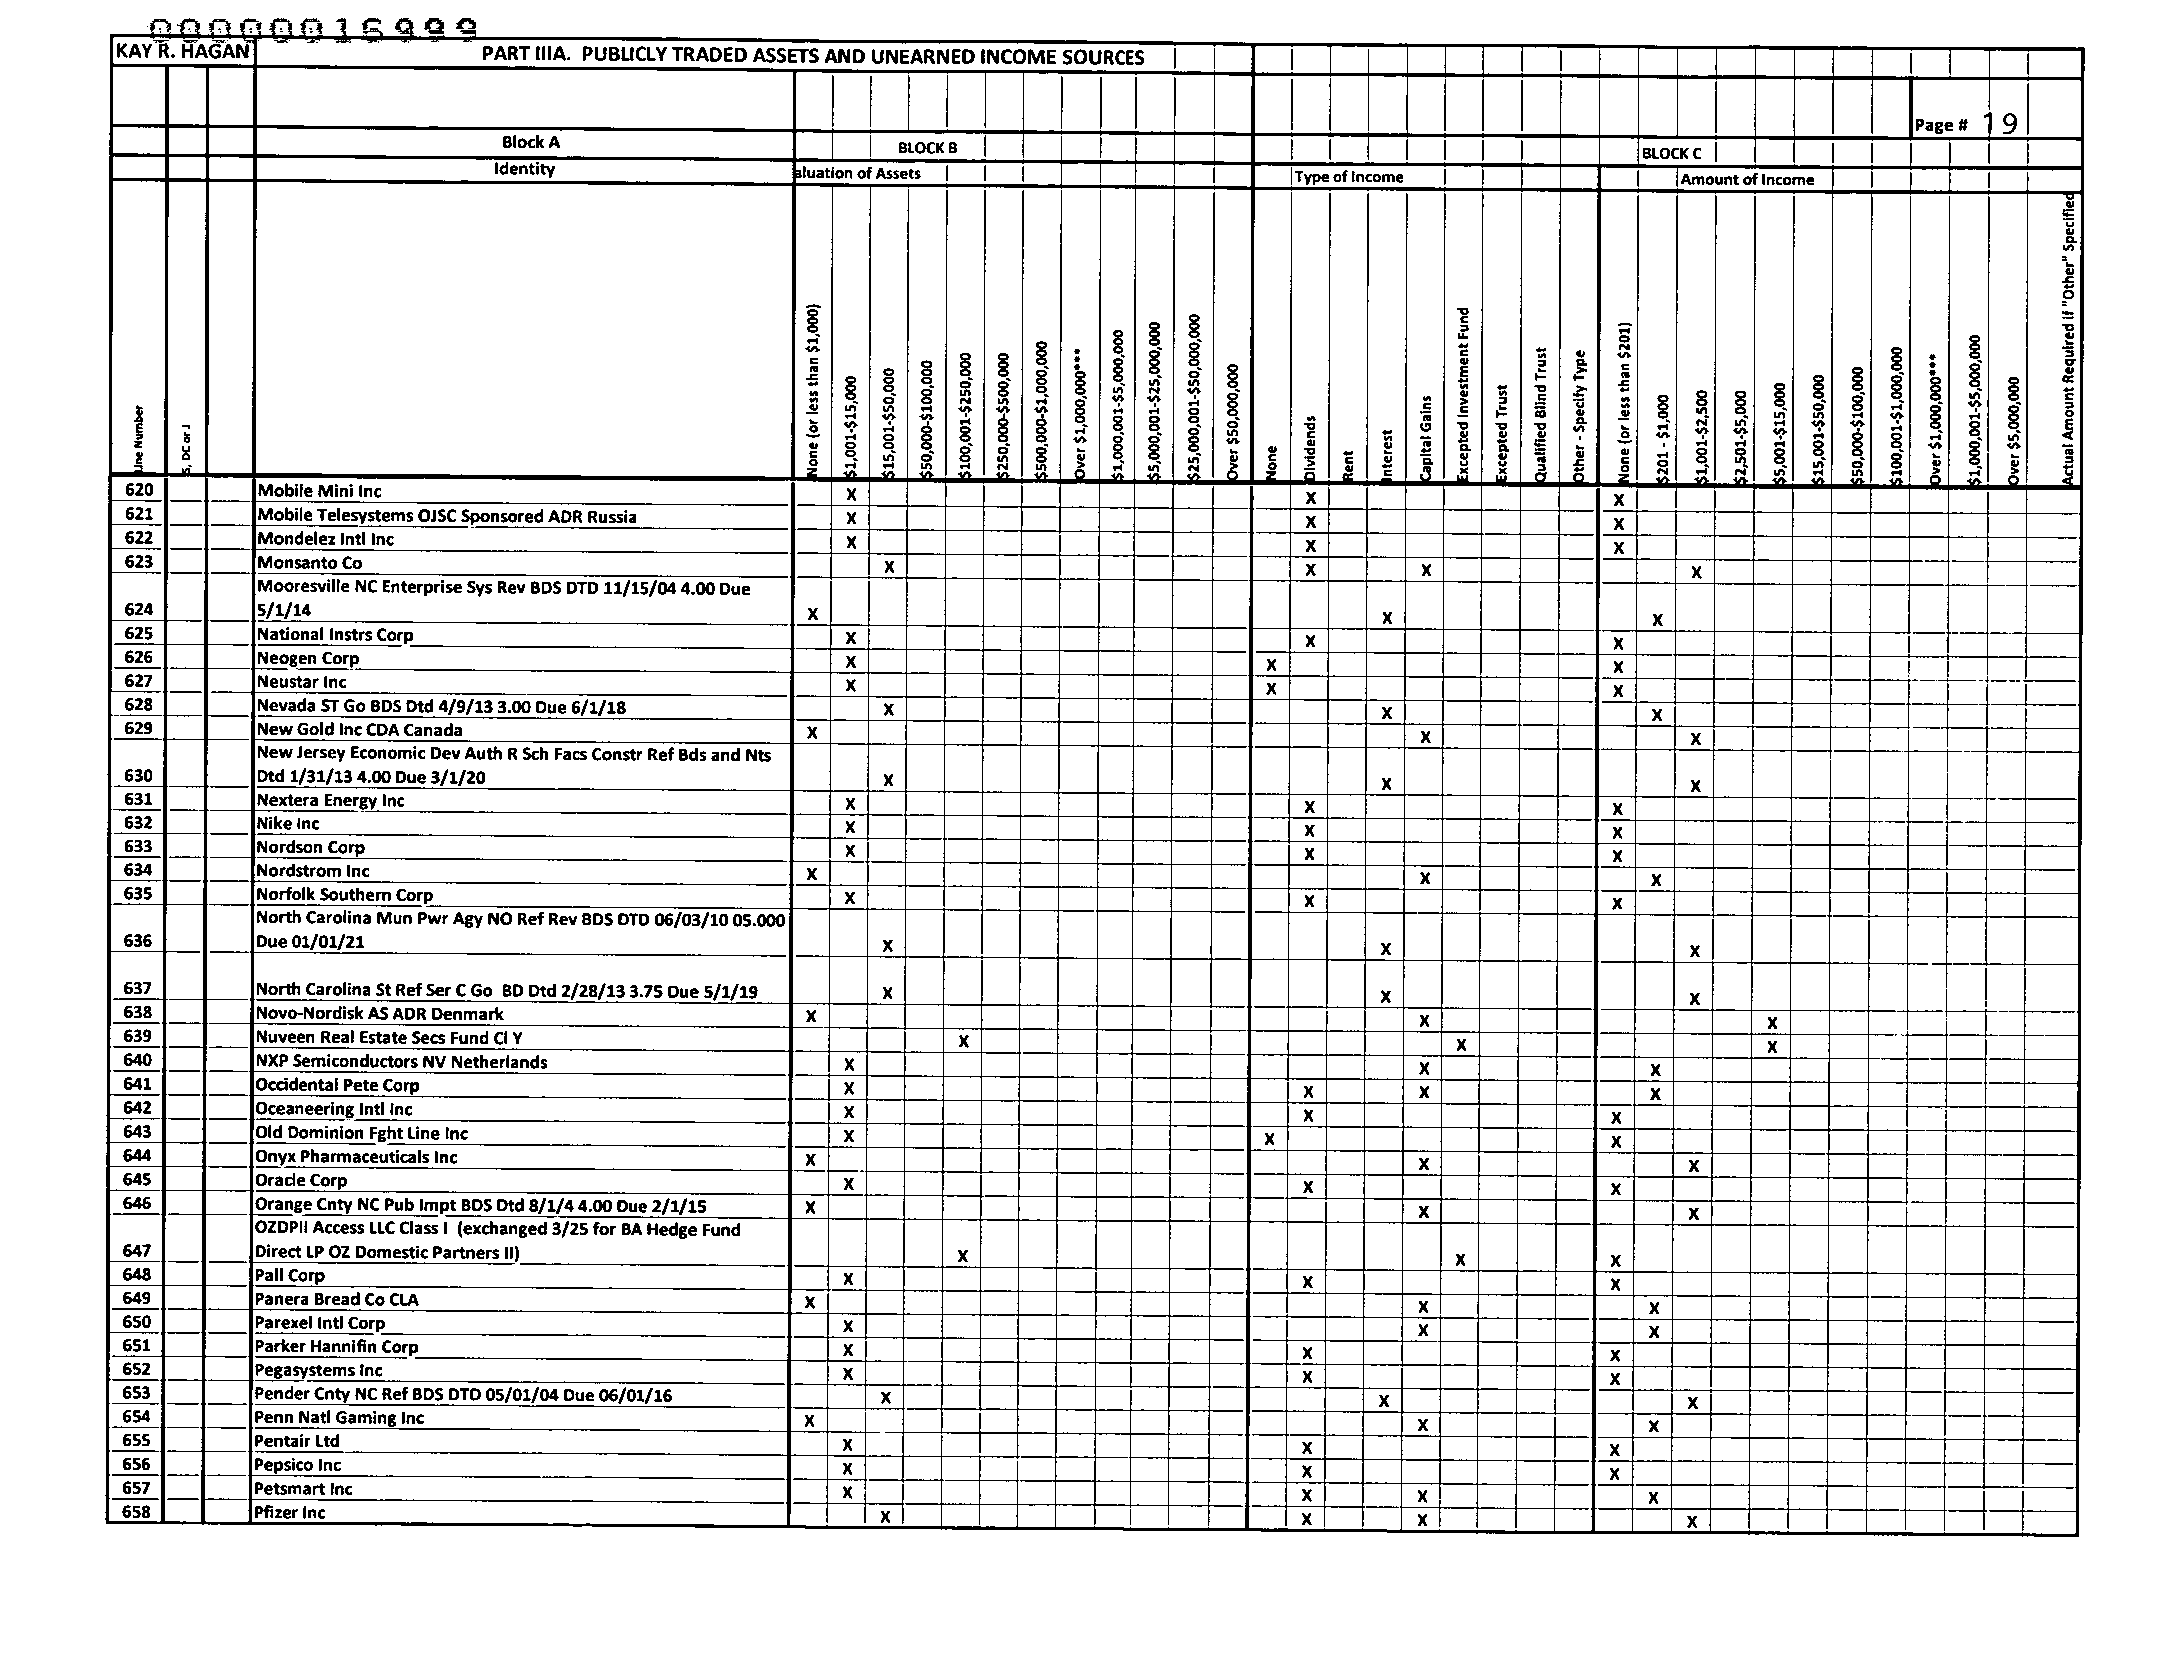 000000016999
KAY R. HAGAN PART IIIA. PUBLICLY TRADED ASSETS AND UNEARNED INCOME SOURCES
Page # 19
Block A BLOCK B BLOCK C
Identity aluation of Assets Type of Income Amount of Income
Line Number
S, DC or J
None (or less than $1,000)
$1,001-$15,000
$15,001-$50,000
$50,000-$100,000
$100,001-$250,000
$250,000-$500,000
$500,000-$1,000,000
Over $1,000,000***
$1,000,001-$5,000,000
$5,000,001-$25,000,000
$25,000,001-$50,000,000
Over $50,000,000
None
Dividends
Rent
Interest
Capital Gains
Excepted Investment Fund
Excepted Trust
Qualified Blind Trust
Other - Specify Type
None (or less than $201)
$201 - $1,000
$1,001-$2,500
$2,501-$5,000
$5,001-$15,000
$15,001-$50,000
$50,000-$100,000
$100,001-$1,000,000
Over $1,000,000***
$1,000,001-$5,000,000
Over $5,000,000
Actual Amount Required if "Other" Specified
620 Mobile Mini Inc X X X
621 Mobile Telesystems OJSC Sponsored ADR Russia X X X
622 Mondelez Intl Inc X X X
623 Monsanto Co X X X X
Mooresville NC Enterprise Sys Rev BDS DTD 11/15/04 4.00 Due
624 5/1/14 X X X
625 National Instrs Corp X X X
626 Neogen Corp X X X
627 Neustar Inc X X X
628 Nevada ST Go BDS Dtd 4/9/13 3.00 Due 6/1/18 X X X
629 New Gold Inc CDA Canada X X X
New Jersey Economic Dev Auth R Sch Facs Constr Ref Bds and Nts
630 Dtd 1/31/13 4.00 Due 3/1/20 X X X
631 Nextera Energy Inc X X X
632 Nike Inc X X X
633 Nordson Corp X X X
634 Nordstrom Inc X X X
635 Norfolk Southern Corp X X X
North Carolina Mun Pwr Agy NO Ref Rev BDS DTD 06/03/10 05.000
636 Due 01/01/21 X X X
637 North Carolina St Ref Ser C Go BD Dtd 2/28/13 3.75 Due 5/1/19 X X X
638 Novo-Nordisk AS ADR Denmark X X X
639 Nuveen Real Estate Secs Fund Cl Y X X X
640 NXP Semiconductors NV Netherlands X X X
641 Occidental Pete Corp X X X X
642 Oceaneering Intl Inc X X X
643 Old Dominion Fght Line Inc X X X
644 Onyx Pharmaceuticals Inc X X X
645 Oracle Corp X X X
646 Orange Cnty NC Pub Impt BDS Dtd 8/1/4 4.00 Due 2/1/15 X X X
OZDPII Access LLC Class I (exchanged 3/25 for BA Hedge Fund
647 Direct LP OZ Domestic Partners II) X X X
648 Pall Corp X X X
649 Panera Bread Co CLA X X X
650 Parexel Intl Corp X X X
651 Parker Hannifin Corp X X X
652 Pegasystems Inc X X X
653 Pender Cnty NC Ref BDS DTD 05/01/04 Due 06/01/16 X X X
654 Penn Natl Gaming Inc X X X
655 Pentair Ltd X X X
656 Pepsico Inc X X X
657 Petsmart Inc X X X X
658 Pfizer Inc X X X X